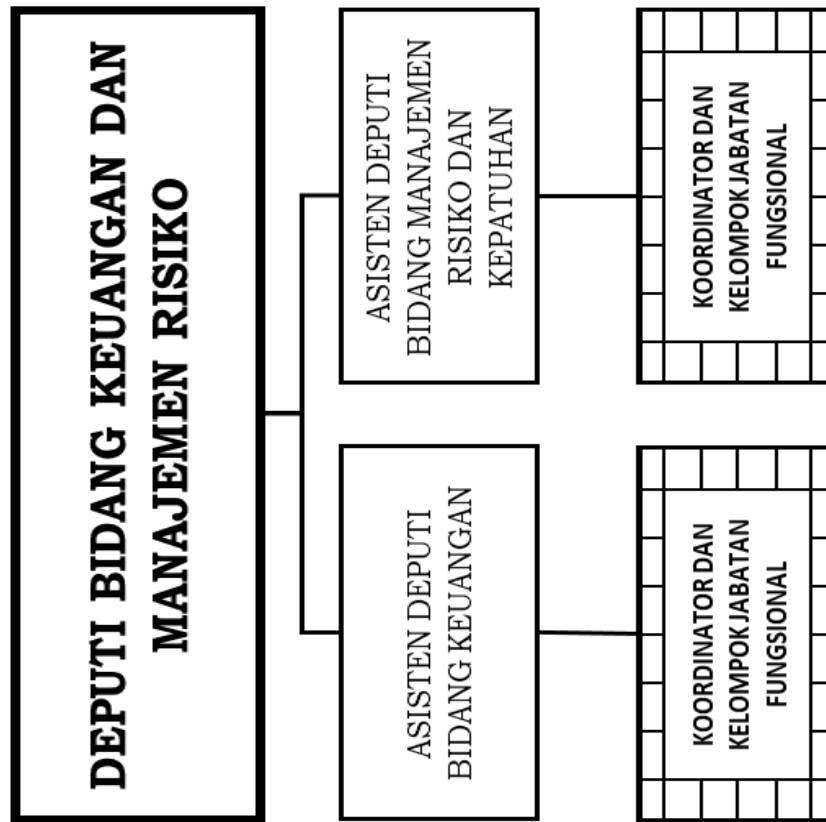 DEPUTI BIDANG KEUANGAN DAN
MANAJEMEN RISIKO
ASISTEN DEPUTI
BIDANG KEUANGAN
ASISTEN DEPUTI
BIDANG MANAJEMEN
RISIKO DAN
KEPATUHAN
KOORDINATOR DAN
KELOMPOK JABATAN
FUNGSIONAL
KOORDINATOR DAN
KELOMPOK JABATAN
FUNGSIONAL